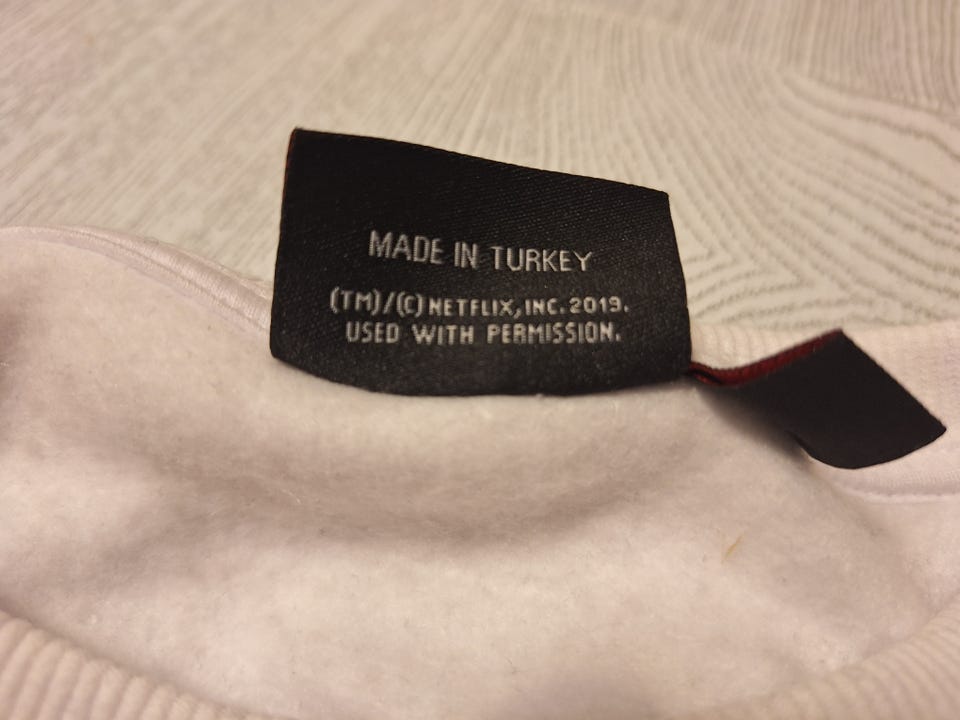 MADE IN TURKEY
(TM)/(C) NETFLIX, INC. 2019.
USED WITH PERMISSION.